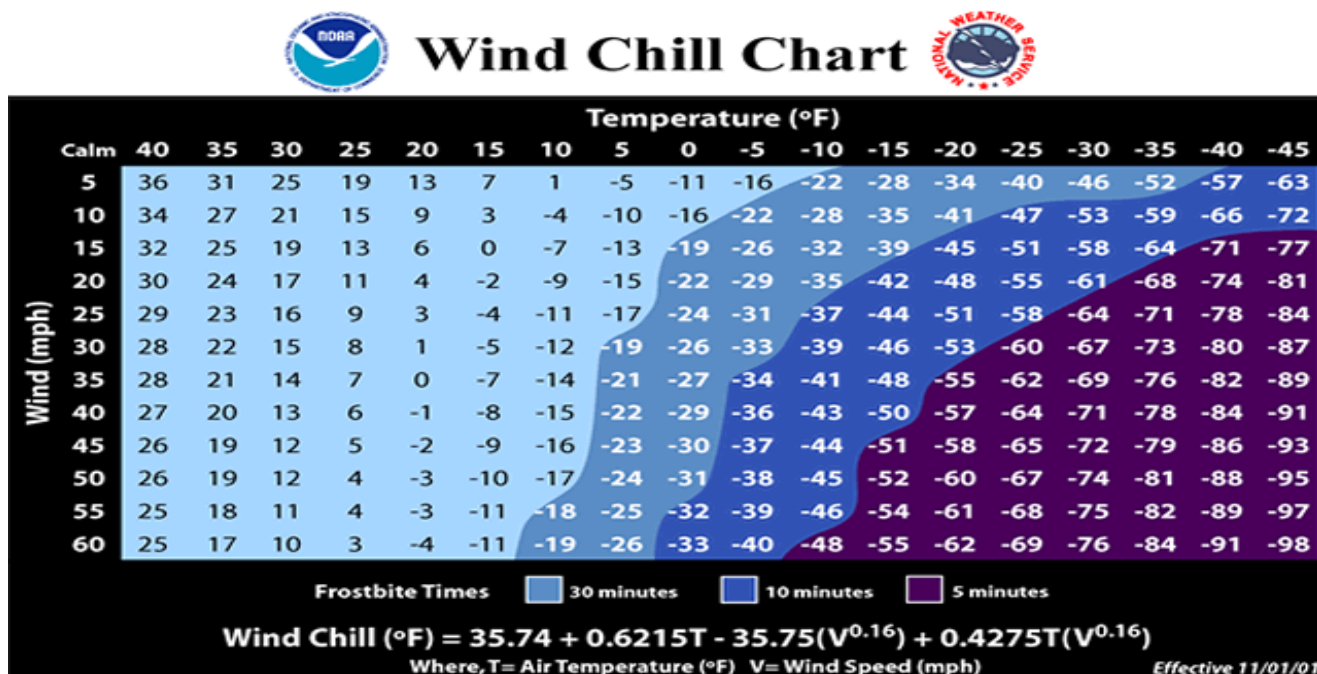 NOAA
Wind Chill Chart
NATIONAL WEATHER SERVICE
Temperature (ºF)
Calm 40 35 30 25 20 15 10 5 0 -5 -10 -15 -20 -25 -30 -35 -40 -45
Wind (mph)
5 36 31 25 19 13 7 1 -5 -11 -16 -22 -28 -34 -40 -46 -52 -57 -63
10 34 27 21 15 9 3 -4 -10 -16 -22 -28 -35 -41 -47 -53 -59 -66 -72
15 32 25 19 13 6 0 -7 -13 -19 -26 -32 -39 -45 -51 -58 -64 -71 -77
20 30 24 17 11 4 -2 -9 -15 -22 -29 -35 -42 -48 -55 -61 -68 -74 -81
25 29 23 16 9 3 -4 -11 -17 -24 -31 -37 -44 -51 -58 -64 -71 -78 -84
30 28 22 15 8 1 -5 -12 -19 -26 -33 -39 -46 -53 -60 -67 -73 -80 -87
35 28 21 14 7 0 -7 -14 -21 -27 -34 -41 -48 -55 -62 -69 -76 -82 -89
40 27 20 13 6 -1 -8 -15 -22 -29 -36 -43 -50 -57 -64 -71 -78 -84 -91
45 26 19 12 5 -2 -9 -16 -23 -30 -37 -44 -51 -58 -65 -72 -79 -86 -93
50 26 19 12 4 -3 -10 -17 -24 -31 -38 -45 -52 -60 -67 -74 -81 -88 -95
55 25 18 11 4 -3 -11 -18 -25 -32 -39 -46 -54 -61 -68 -75 -82 -89 -97
60 25 17 10 3 -4 -11 -19 -26 -33 -40 -48 -55 -62 -69 -76 -84 -91 -98
Frostbite Times 30 minutes 10 minutes 5 minutes
Wind Chill (ºF) = 35.74 + 0.6215T - 35.75(V^0.16) + 0.4275T(V^0.16)
Where, T= Air Temperature (ºF) V= Wind Speed (mph)
Effective 11/01/01